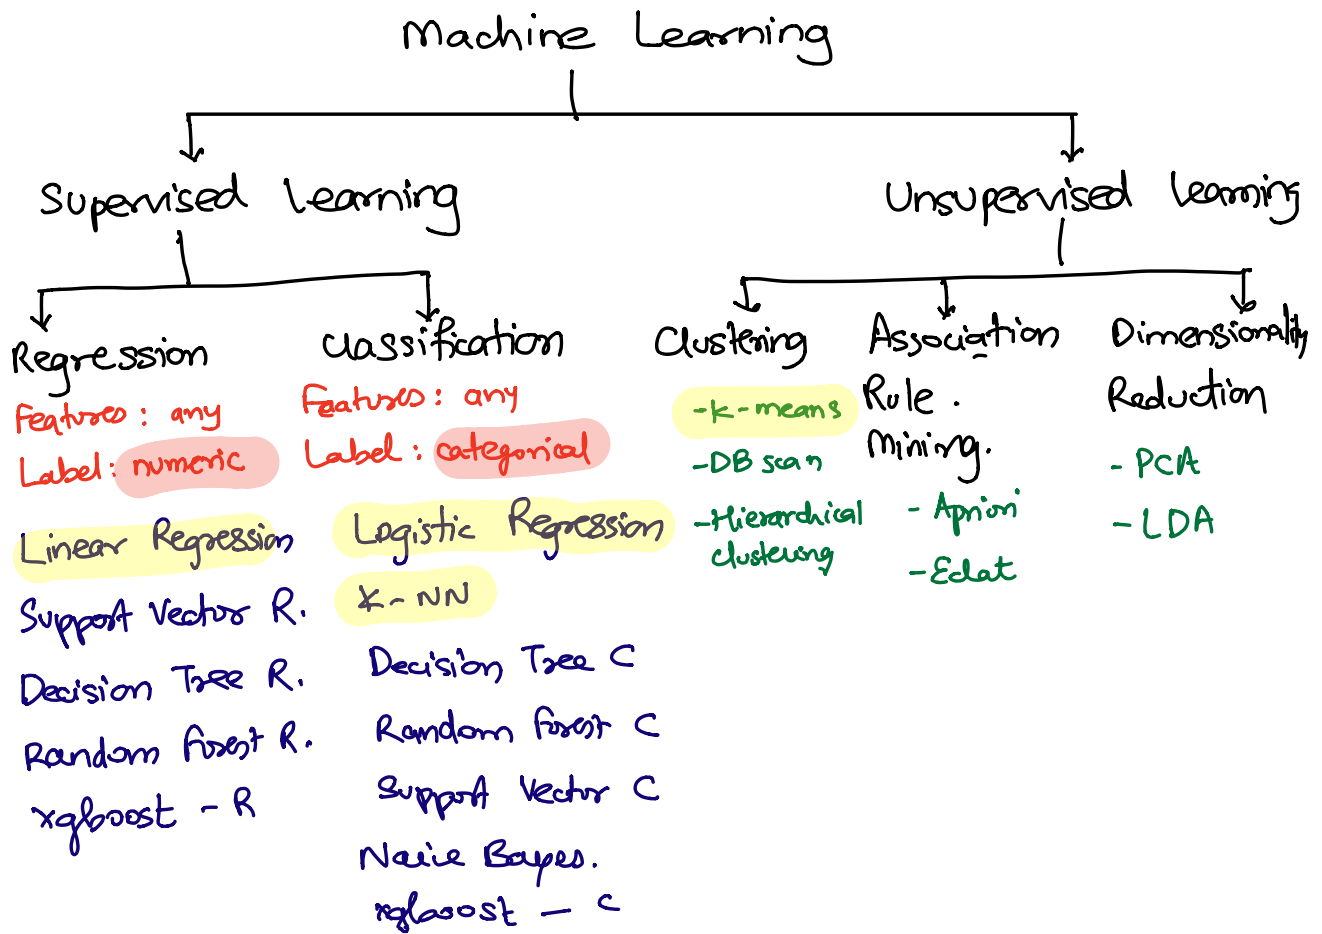 Machine Learning
Supervised Learning
Unsupervised Learning
Regression
Features: any
Label: numeric
Linear Regression
Support Vector R.
Decision Tree R.
Random Forest R.
xgboost - R
Classification
Features: any
Label: categorical
Logistic Regression
K-NN
Decision Tree C
Random Forest C
Support Vector C
Naive Bayes.
xgboost - C
Clustering
-k-means
-DB scan
-Hierarchical
clustering
Association
Rule.
Mining.
- Apriori
- Eclat
Dimensionality
Reduction
- PCA
- LDA